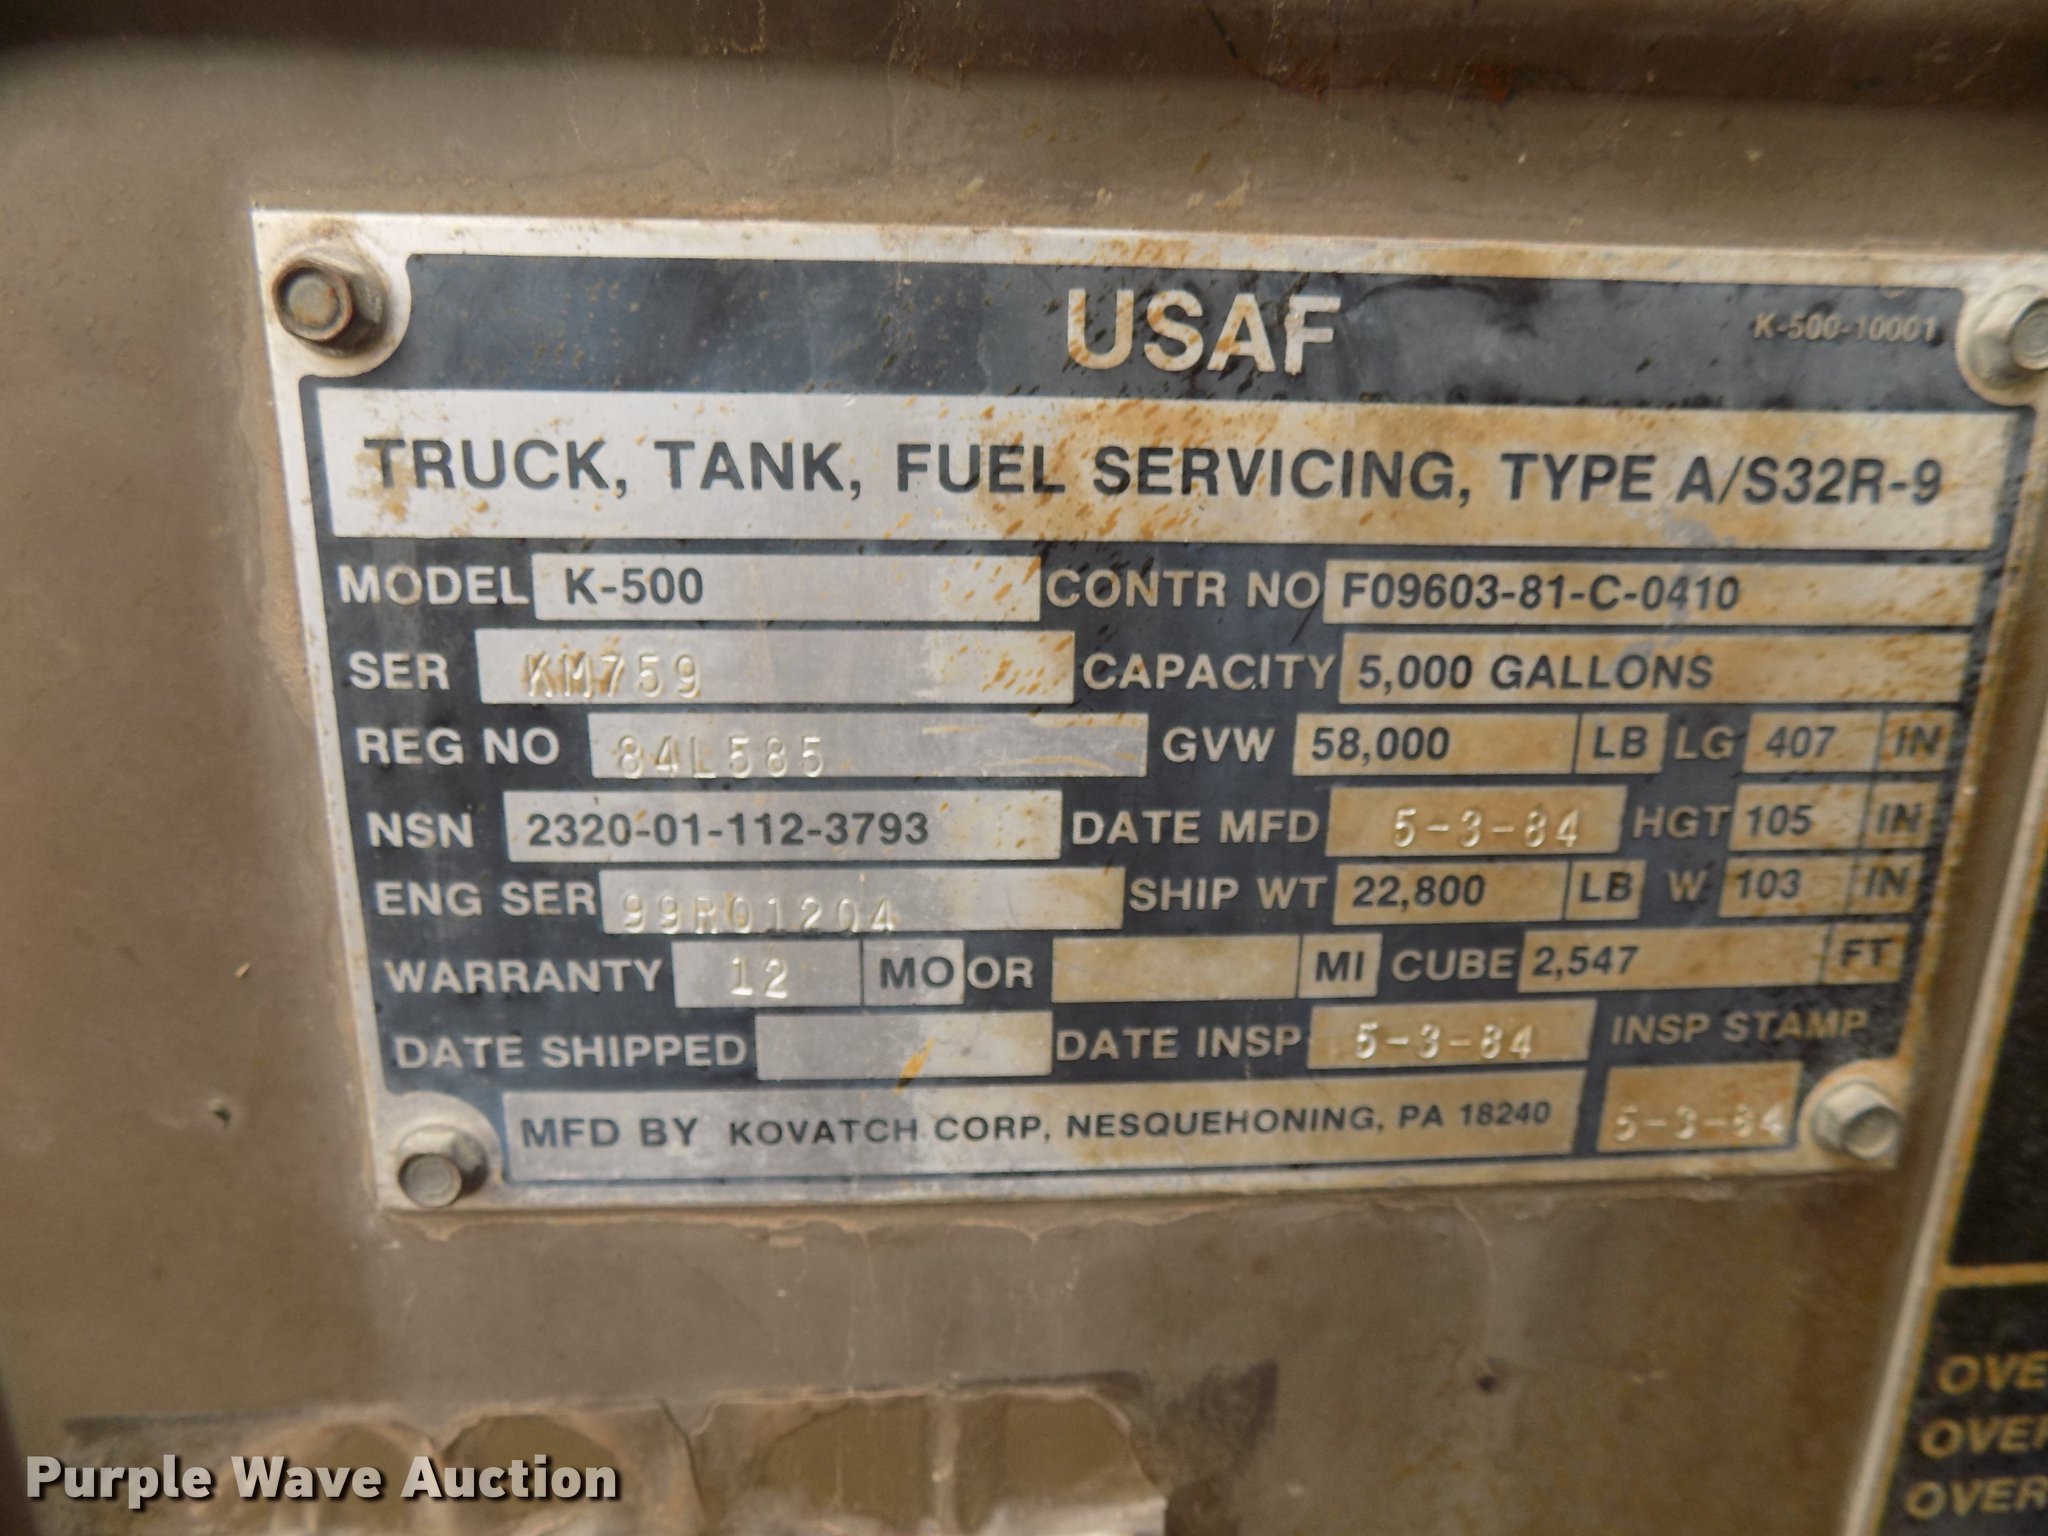 USAF
K-500-10001
TRUCK, TANK, FUEL SERVICING, TYPE A/S32R-9
MODEL K-500 CONTR NO F09603-81-C-0410
SER KM759 CAPACITY 5,000 GALLONS
REG NO 84L585 GVW 58,000 LB LG 407 IN
NSN 2320-01-112-3793 DATE MFD 5-3-84 HGT 105 IN
ENG SER 99R01204 SHIP WT 22,800 LB W 103 IN
WARRANTY 12 MO OR MI CUBE 2,547 FT
DATE SHIPPED DATE INSP 5-3-84 INSP STAMP
MFD BY KOVATCH CORP, NESQUEHONING, PA 18240 5-3-84
Purple Wave Auction